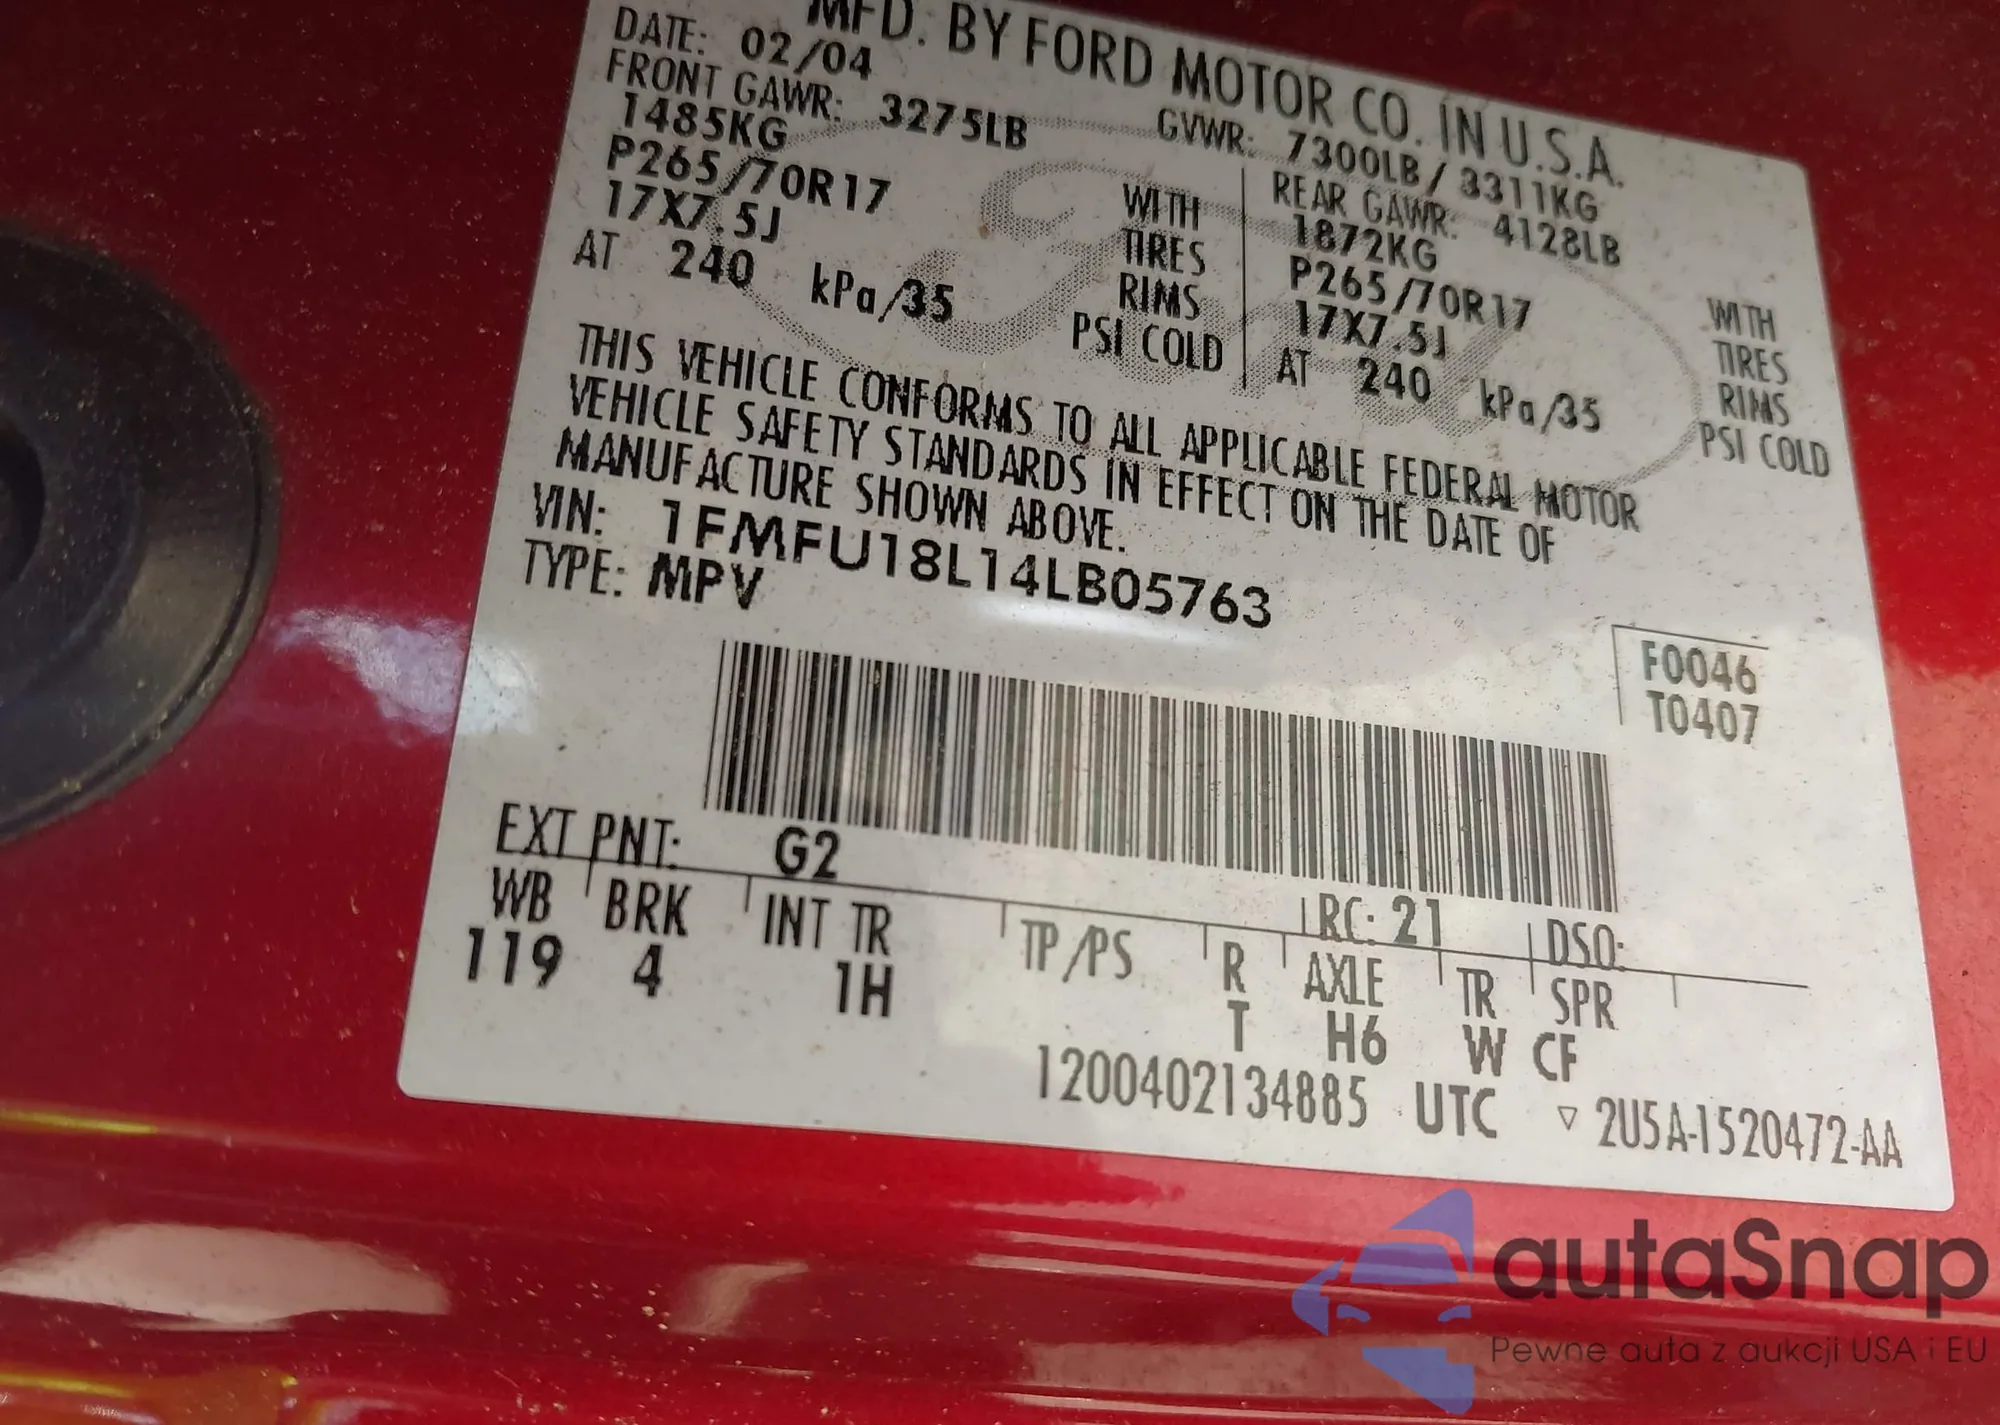 MFD. BY FORD MOTOR CO. IN U.S.A.
DATE: 02/04 GVWR: 7300LB / 3311KG
FRONT GAWR: 3275LB REAR GAWR: 4128LB
1485KG WITH 1872KG WITH
P265/70R17 TIRES P265/70R17 TIRES
17X7.5J RIMS 17X7.5J RIMS
AT 240 kPa/35 PSI COLD AT 240 kPa/35 PSI COLD
THIS VEHICLE CONFORMS TO ALL APPLICABLE FEDERAL MOTOR
VEHICLE SAFETY STANDARDS IN EFFECT ON THE DATE OF
MANUFACTURE SHOWN ABOVE.
VIN: 1FMFU18L14LB05763
TYPE: MPV
F0046
T0407
EXT PNT: G2 RC: 21 DSO:
WB BRK INT TR TP/PS R AXLE TR SPR
119 4 1H T H6 W CF
1200402134885 UTC ▽ 2U5A-1520472-AA
autaSnap
Pewne auta z aukcji USA i EU